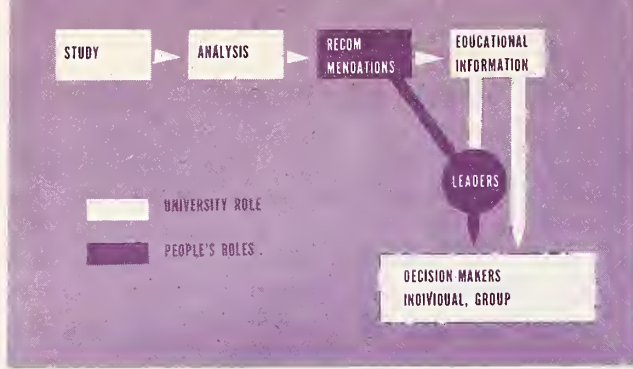 STUDY
ANALYSIS
RECOM
MENDATIONS
EDUCATIONAL
INFORMATION
LEADERS
UNIVERSITY ROLE
PEOPLE'S ROLES.
DECISION MAKERS
INDIVIDUAL, GROUP